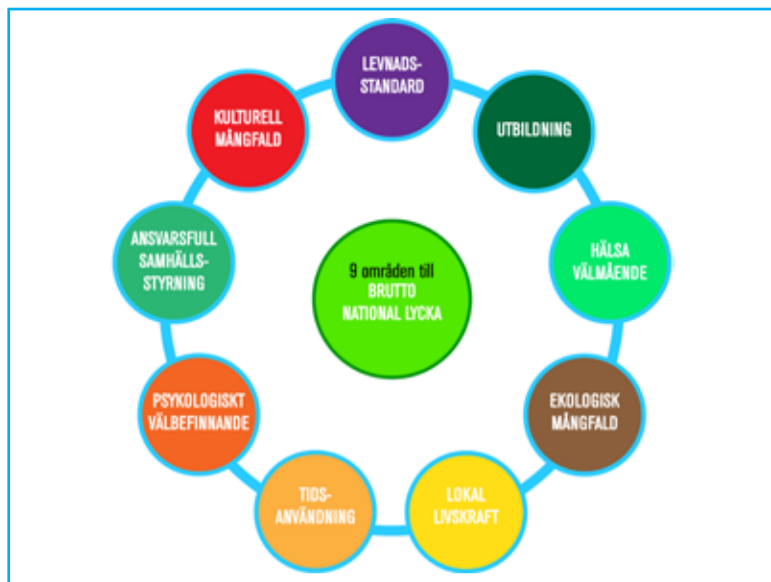 LEVNADS-
STANDARD
UTBILDNING
HÄLSA
VÄLMÅENDE
EKOLOGISK
MÅNGFALD
LOKAL
LIVSKRAFT
TIDS-
ANVÄNDNING
PSYKOLOGISKT
VÄLBEFINNANDE
ANSVARSFULL
SAMHÄLLS-
STYRNING
KULTURELL
MÅNGFALD
9 områden till
BRUTTO
NATIONAL LYCKA